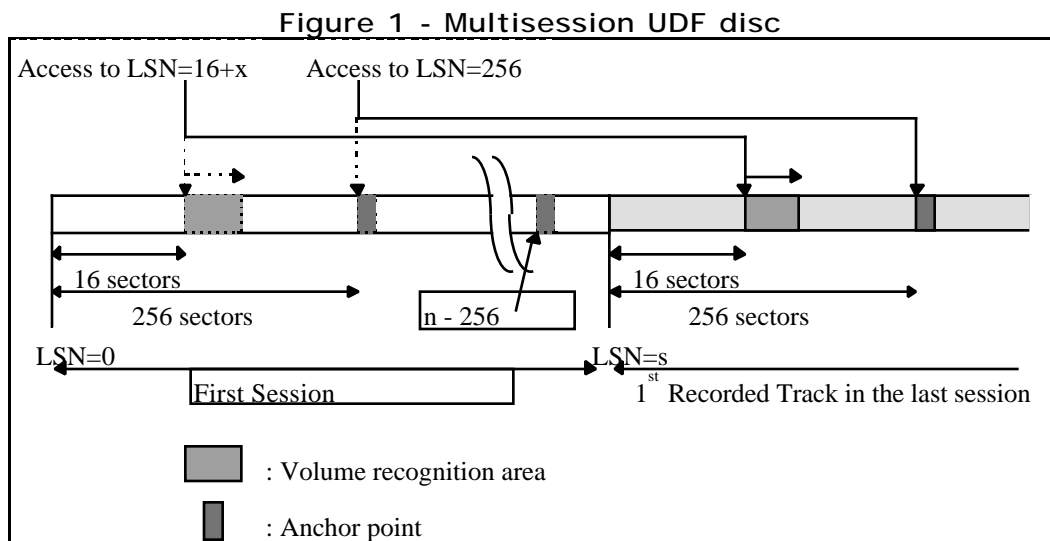 Figure 1 - Multisession UDF disc
Access to LSN=16+x
Access to LSN=256
16 sectors
256 sectors
n - 256
16 sectors
256 sectors
LSN=0
LSN=s
First Session
1st Recorded Track in the last session
: Volume recognition area
: Anchor point